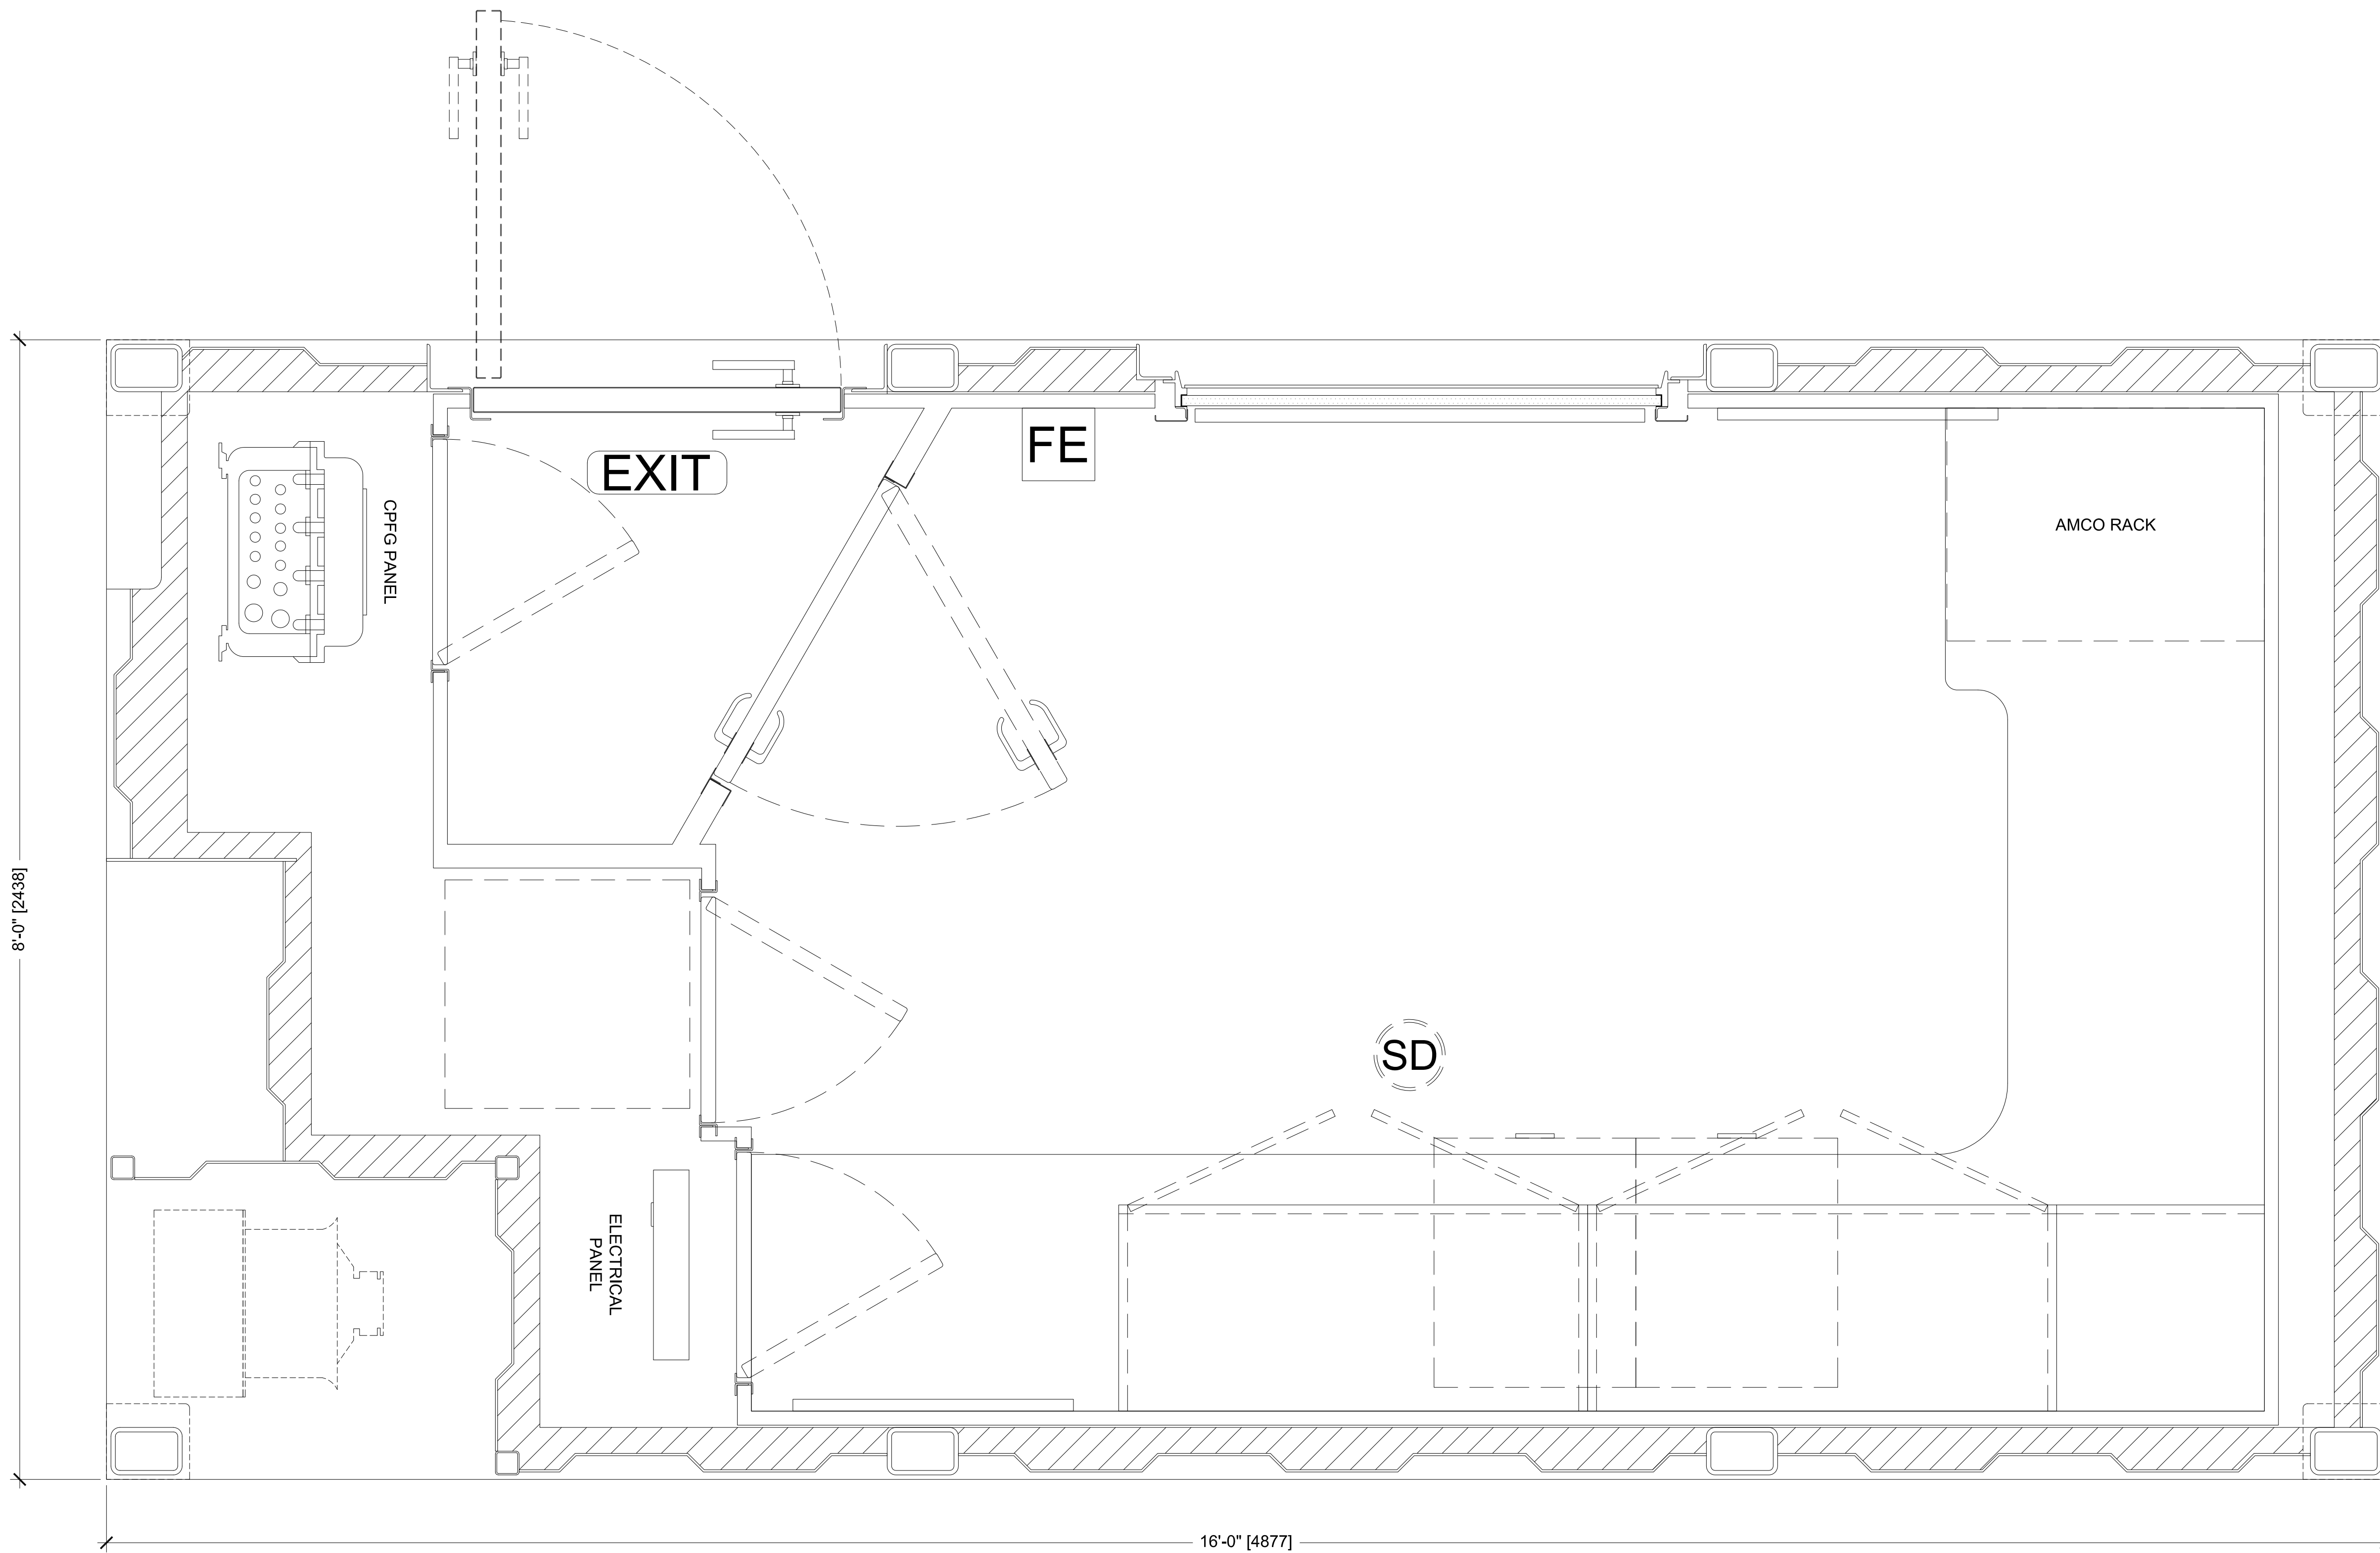 EXIT
FE
CPFG PANEL
AMCO RACK
8'-0" [2438]
SD
ELECTRICAL
PANEL
16'-0" [4877]